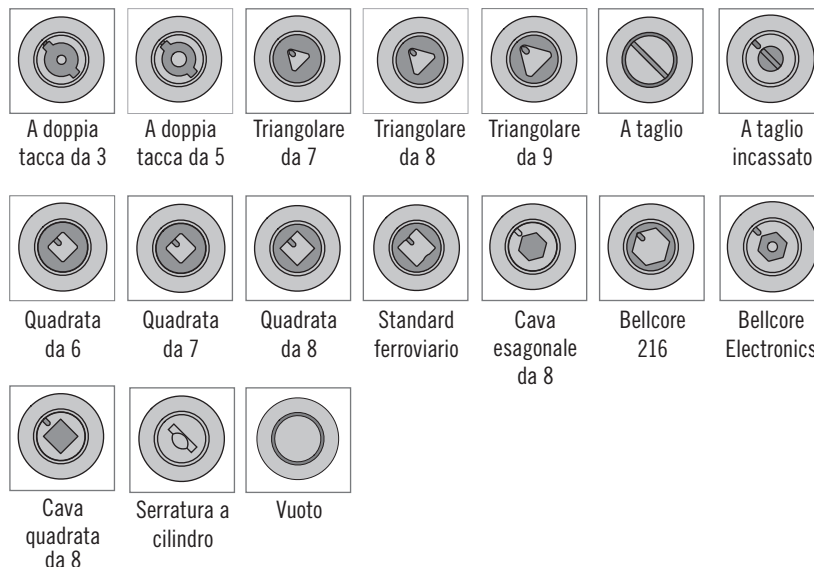 A doppia
tacca da 3
A doppia
tacca da 5
Triangolare
da 7
Triangolare
da 8
Triangolare
da 9
A taglio
A taglio
incassato
Quadrata
da 6
Quadrata
da 7
Quadrata
da 8
Standard
ferroviario
Cava
esagonale
da 8
Bellcore
216
Bellcore
Electronics
Cava
quadrata
da 8
Serratura a
cilindro
Vuoto